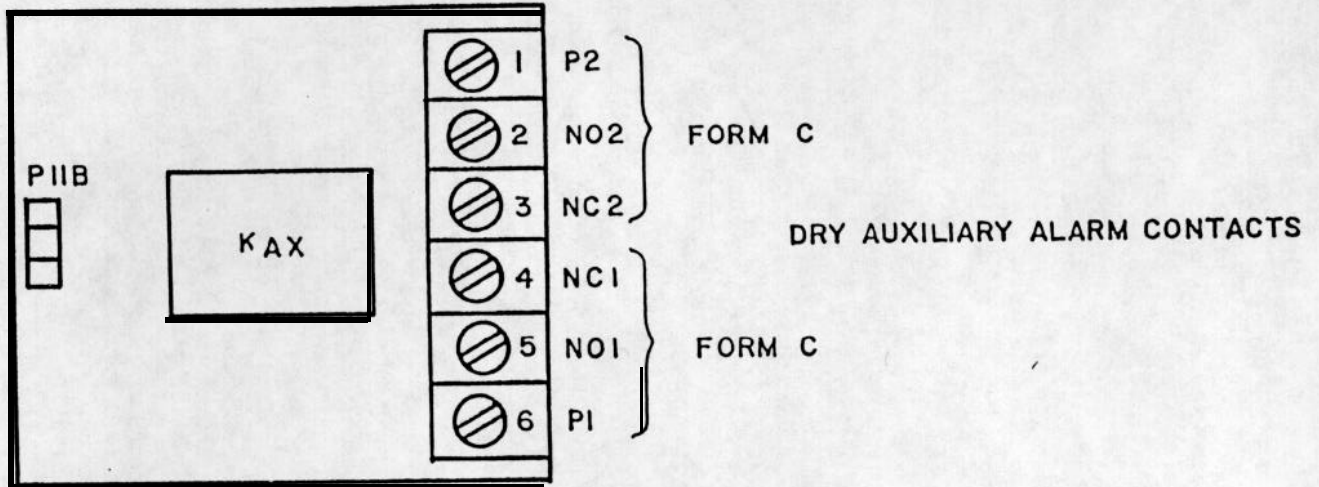 P11B
KAX
1 P2
2 NO2
3 NC2
FORM C
4 NC1
5 NO1
6 P1
FORM C
DRY AUXILIARY ALARM CONTACTS